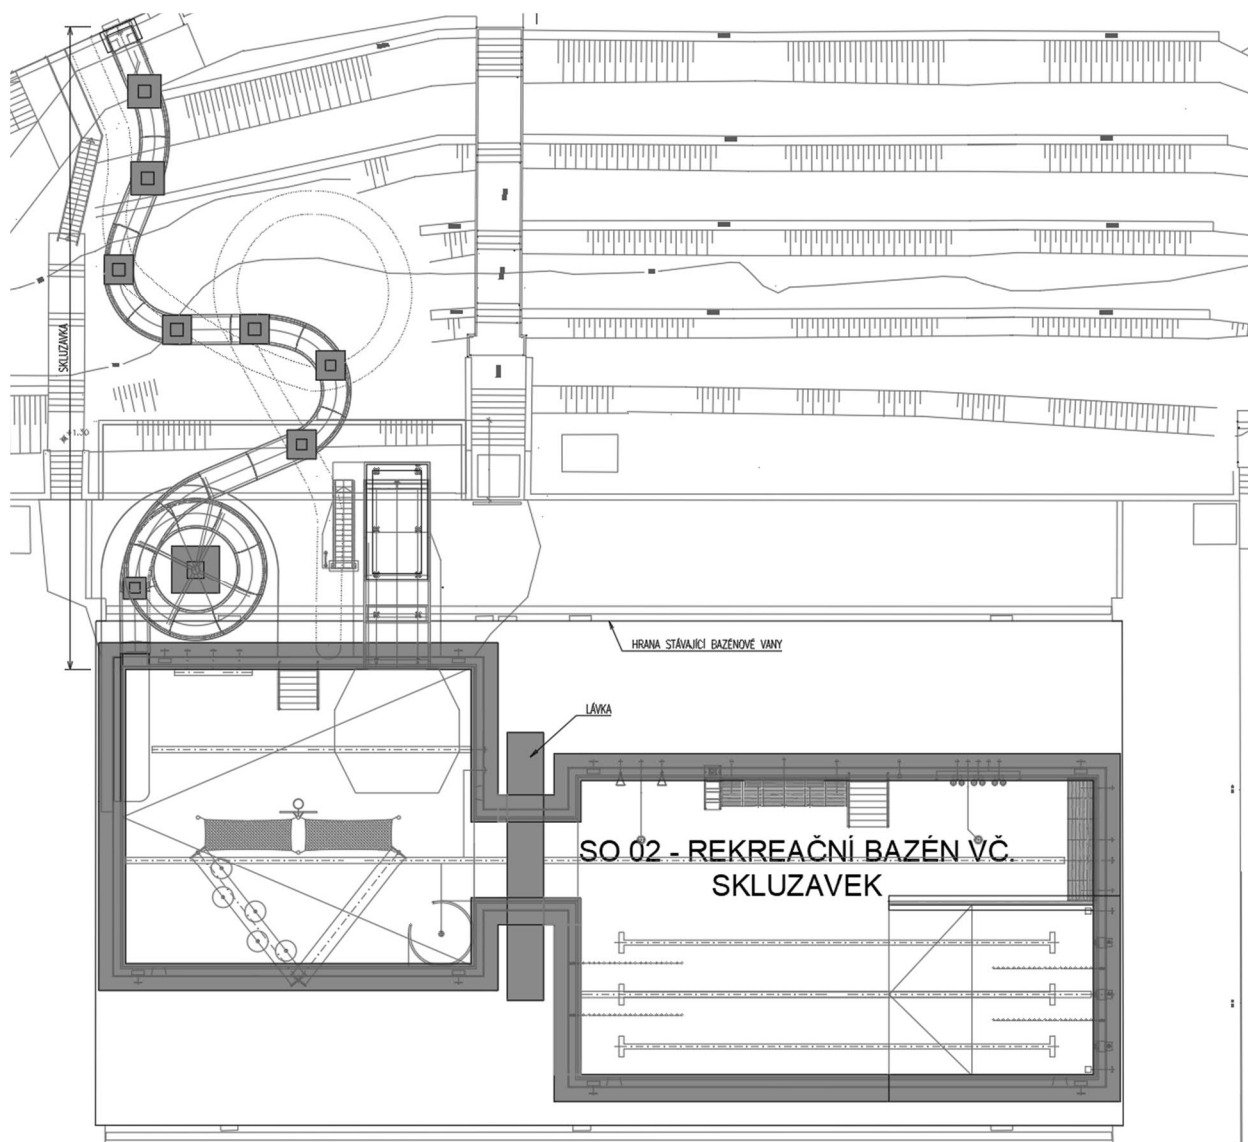 SKLUZAVKA
+1.30
HRANA STÁVAJÍCÍ BAZÉNOVÉ VANY
LÁVKA
SO 02 - REKREAČNÍ BAZÉN VČ.
SKLUZAVEK